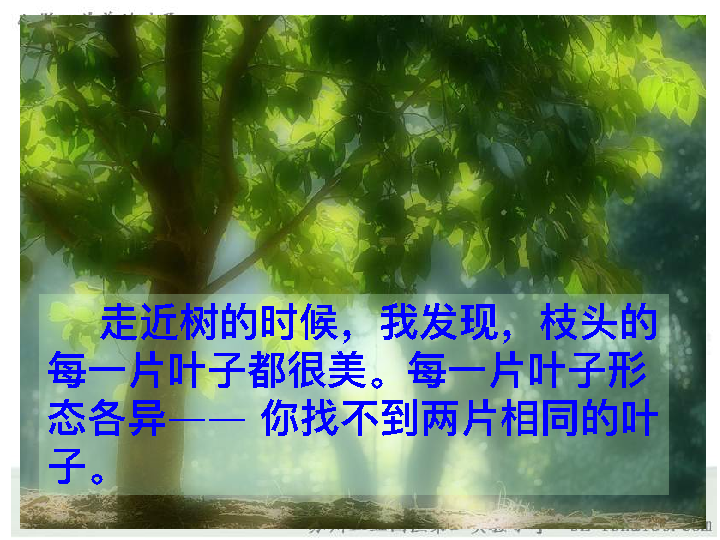 走近树的时候，我发现，枝头的
每一片叶子都很美。每一片叶子形
态各异—— 你找不到两片相同的叶
子。